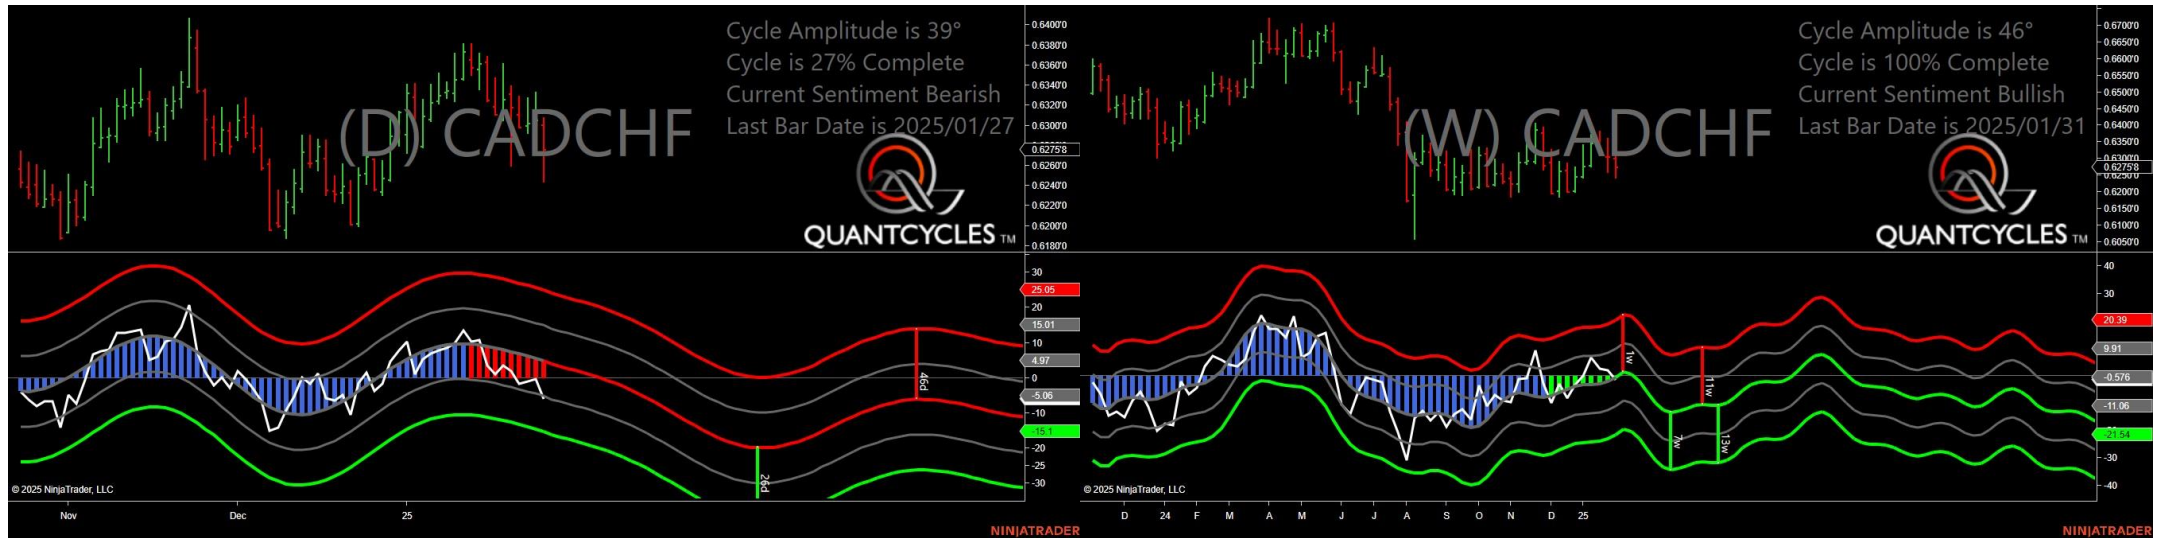 Cycle Amplitude is 39°
Cycle is 27% Complete
Current Sentiment Bearish
Last Bar Date is 2025/01/27
(D) CADCHF
QUANTCYCLES TM
0.6400'0
0.6380'0
0.6360'0
0.6340'0
0.6320'0
0.6300'0
0.6275'8
0.6260'0
0.6240'0
0.6220'0
0.6200'0
0.6180'0
30
25.05
20
15.01
10
4.97
0
-5.06
-10
-15.1
-20
-25
-30
46d
26d
© 2025 NinjaTrader, LLC
Nov Dec 25
NINJATRADER
Cycle Amplitude is 46°
Cycle is 100% Complete
Current Sentiment Bullish
Last Bar Date is 2025/01/31
(W) CADCHF
QUANTCYCLES TM
0.6700'0
0.6650'0
0.6600'0
0.6550'0
0.6500'0
0.6450'0
0.6400'0
0.6350'0
0.6300'0
0.6275'8
0.6250'0
0.6200'0
0.6150'0
0.6100'0
0.6050'0
40
30
20.39
9.91
-0.576
-11.06
-21.54
-30
-40
1w
11w
7w
13w
© 2025 NinjaTrader, LLC
D 24 F M A M J J A S O N D 25
NINJATRADER